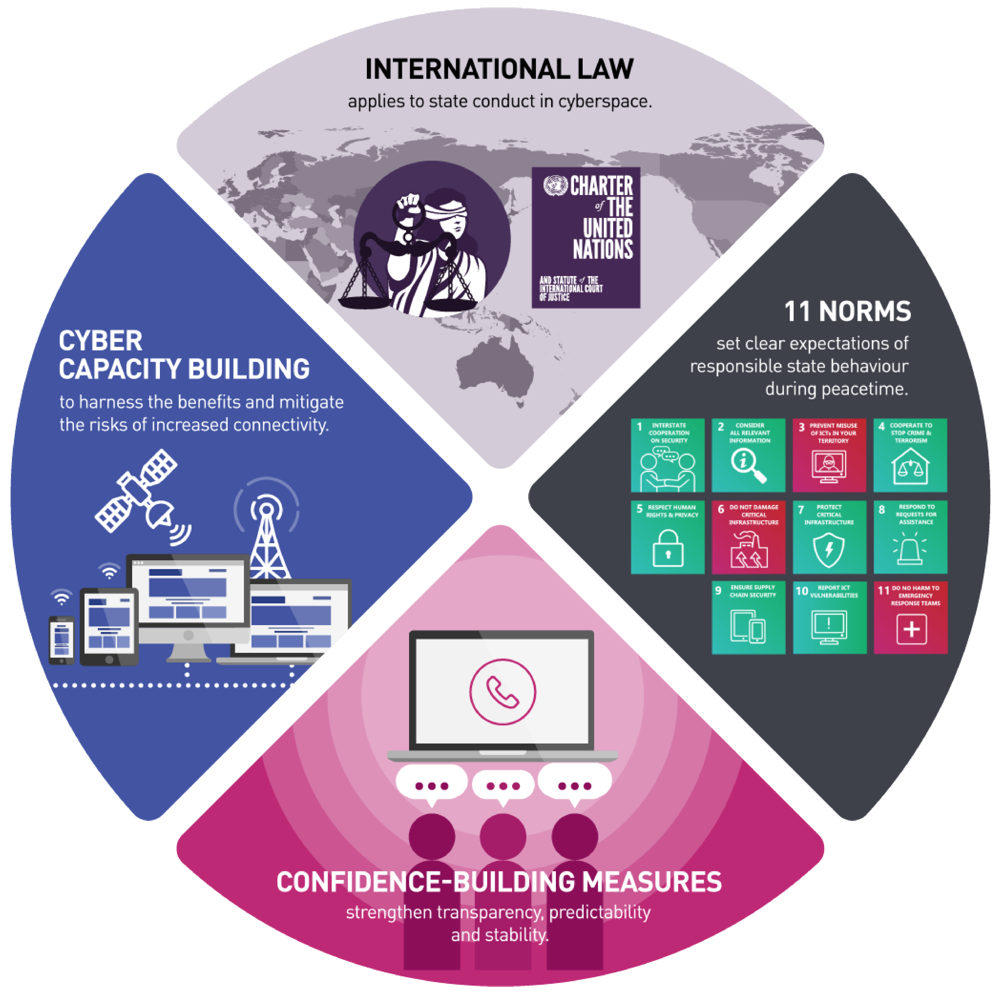 INTERNATIONAL LAW
applies to state conduct in cyberspace.
CHARTER
of THE
UNITED
NATIONS
AND STATUTE of THE
INTERNATIONAL COURT
OF JUSTICE
CYBER
CAPACITY BUILDING
to harness the benefits and mitigate
the risks of increased connectivity.
11 NORMS
set clear expectations of
responsible state behaviour
during peacetime.
1 INTERSTATE
COOPERATION
ON SECURITY
2 CONSIDER
ALL RELEVANT
INFORMATION
3 PREVENT MISUSE
OF ICTs IN YOUR
TERRITORY
4 COOPERATE TO
STOP CRIME &
TERRORISM
5 RESPECT HUMAN
RIGHTS & PRIVACY
6 DO NOT DAMAGE
CRITICAL
INFRASTRUCTURE
7 PROTECT
CRITICAL
INFRASTRUCTURE
8 RESPOND TO
REQUESTS FOR
ASSISTANCE
9 ENSURE SUPPLY
CHAIN SECURITY
10 REPORT ICT
VULNERABILITIES
11 DO NO HARM TO
EMERGENCY
RESPONSE TEAMS
CONFIDENCE-BUILDING MEASURES
strengthen transparency, predictability
and stability.